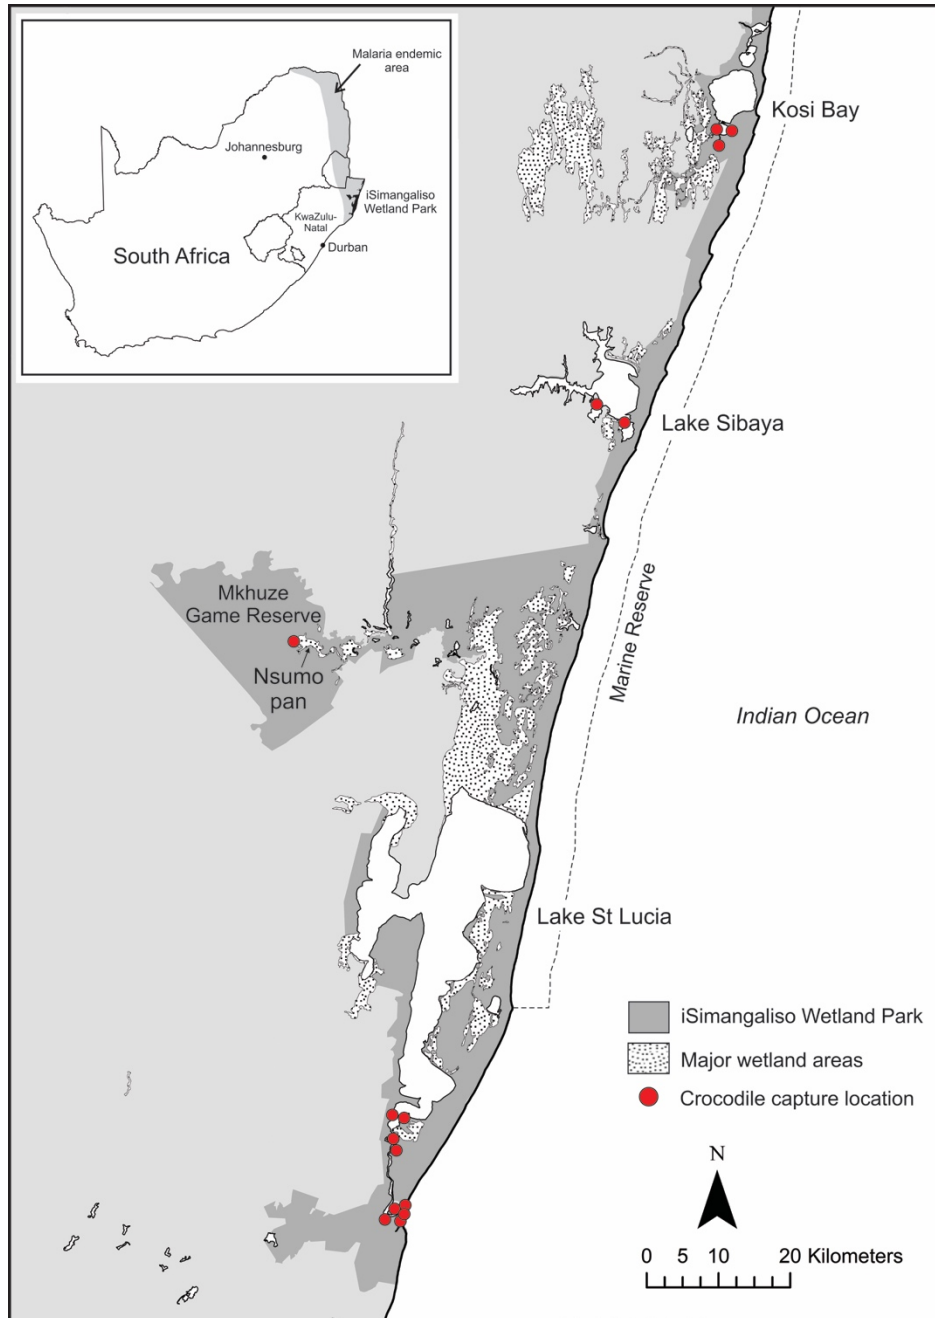 Malaria endemic
area
Johannesburg
iSimangaliso
Wetland Park
KwaZulu-
Natal
Durban
South Africa
Kosi Bay
Lake Sibaya
Mkhuze
Game Reserve
Nsumo
pan
Marine Reserve
Indian Ocean
Lake St Lucia
iSimangaliso Wetland Park
Major wetland areas
Crocodile capture location
N
0 5 10 20 Kilometers